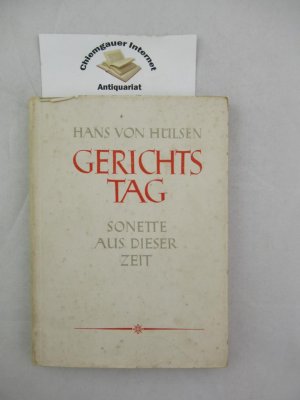 Chiemgauer Internet
Antiquariat
HANS VON HÜLSEN
GERICHTS
TAG
SONETTE
AUS DIESER
ZEIT